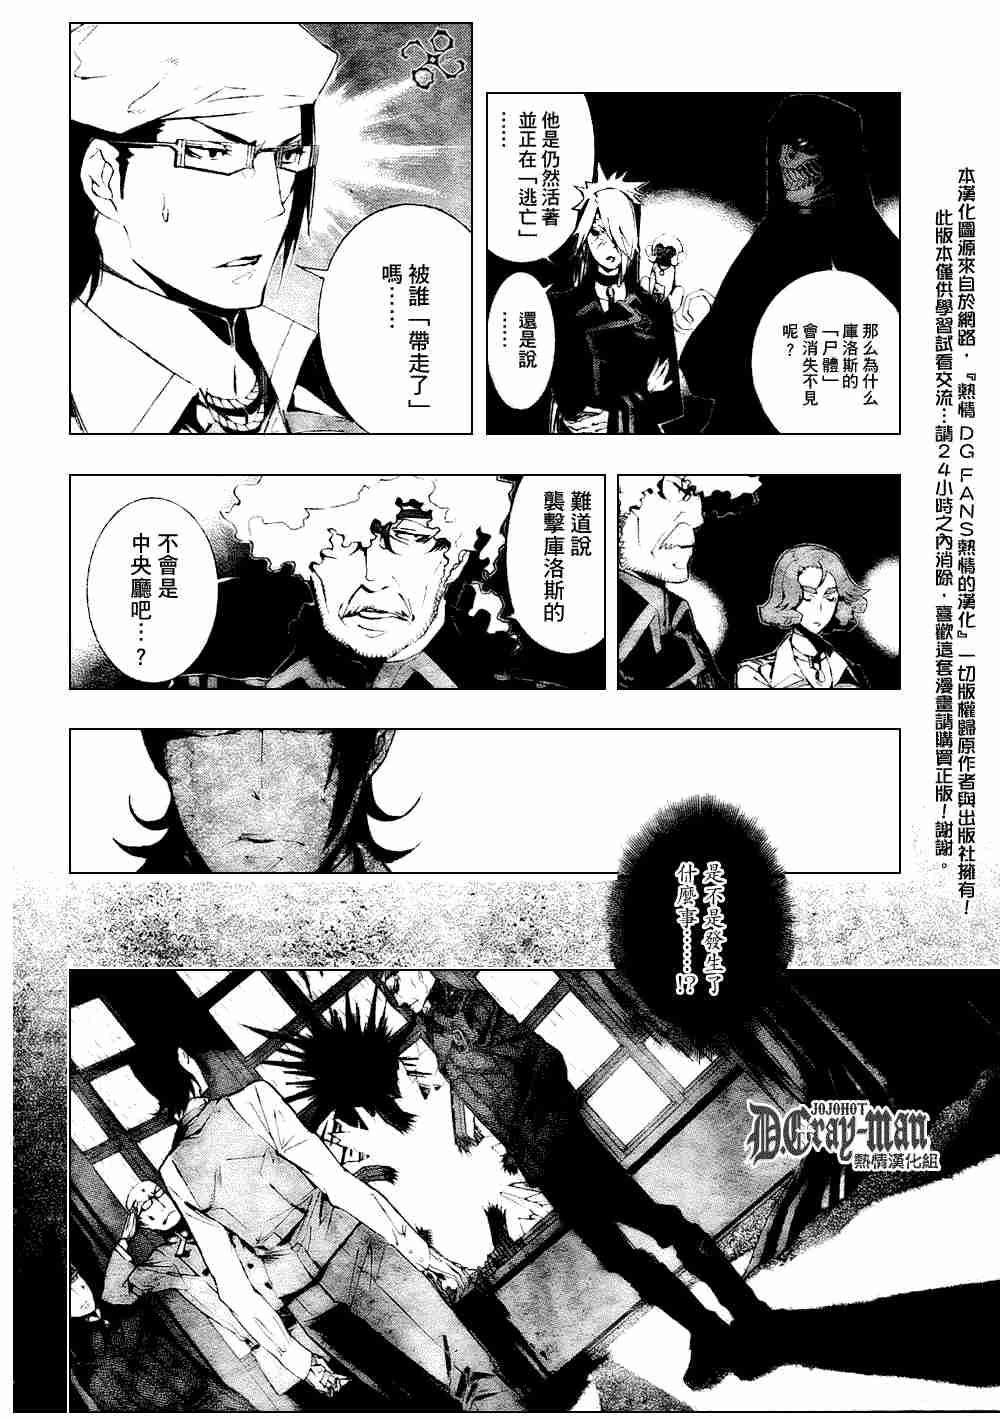 那么為什么
庫洛斯的
「尸體」
會消失不見
呢？
他是仍然活著
並正在「逃亡」
……
還是說
……
被誰「帶走了」
嗎……
難道說
襲擊庫洛斯的
不會是
中央廳吧…？
是不是發生了
什麼事……!?
本漢化圖源來自於網路．『熱情DG FANS熱情的漢化』一切版權歸原作者與出版社擁有！
此版本僅供學習試看交流…請24小時之內消除．喜歡這套漫畫請購買正版！謝謝。
JOJOHOT
D.Gray-man
熱情漢化組